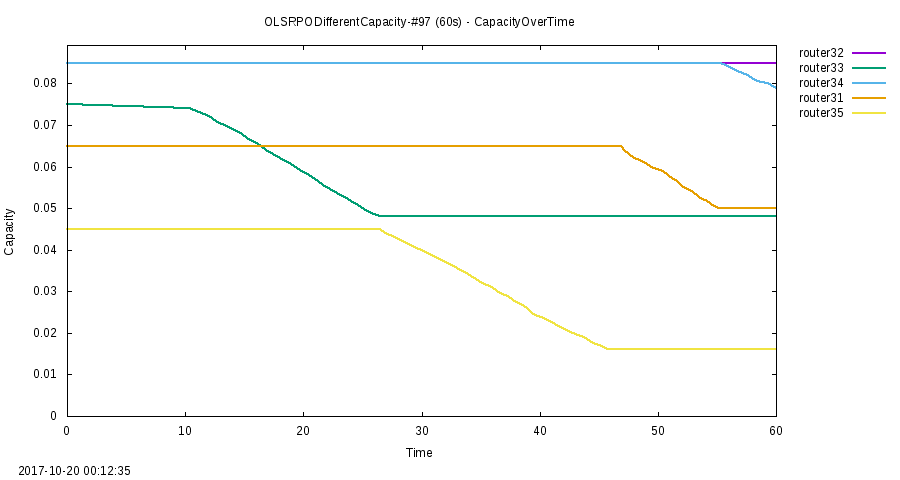 OLSRPODifferentCapacity-#97 (60s) - CapacityOverTime
router32
router33
router34
router31
router35
0.08
0.07
0.06
0.05
0.04
0.03
0.02
0.01
0
Capacity
0 10 20 30 40 50 60
Time
2017-10-20 00:12:35